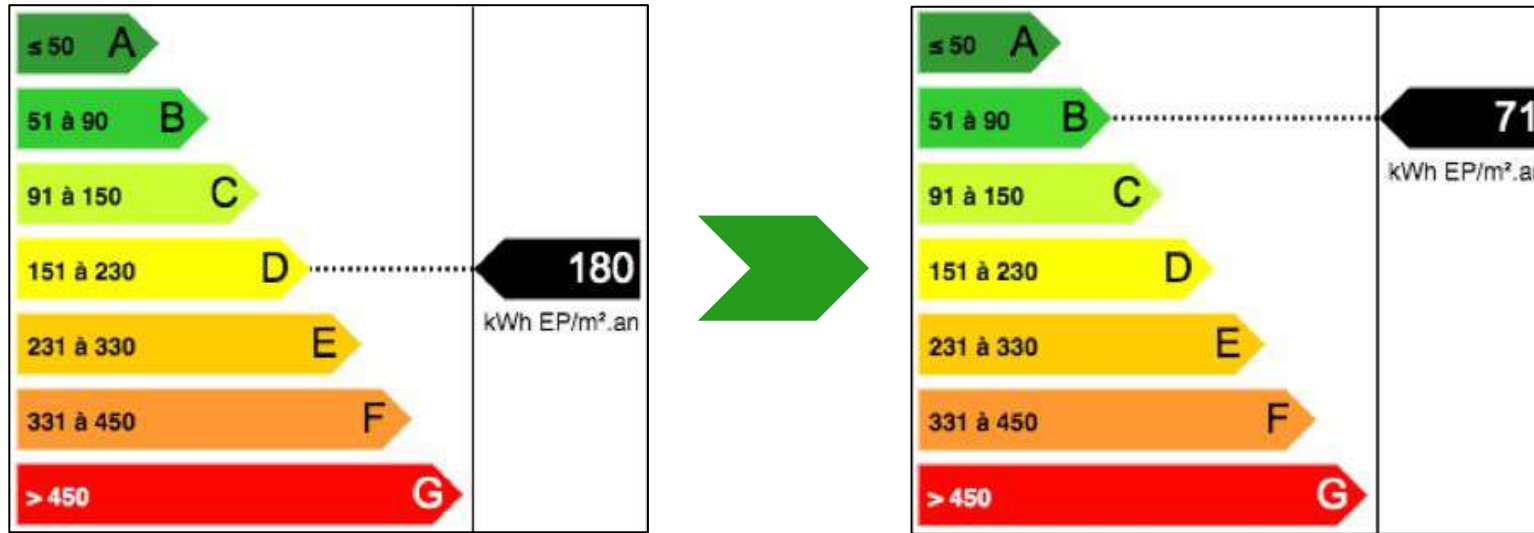 ≤ 50 A
51 à 90 B
91 à 150 C
151 à 230 D
180
kWh EP/m².an
231 à 330 E
331 à 450 F
> 450 G
≤ 50 A
51 à 90 B
71
kWh EP/m².an
91 à 150 C
151 à 230 D
231 à 330 E
331 à 450 F
> 450 G